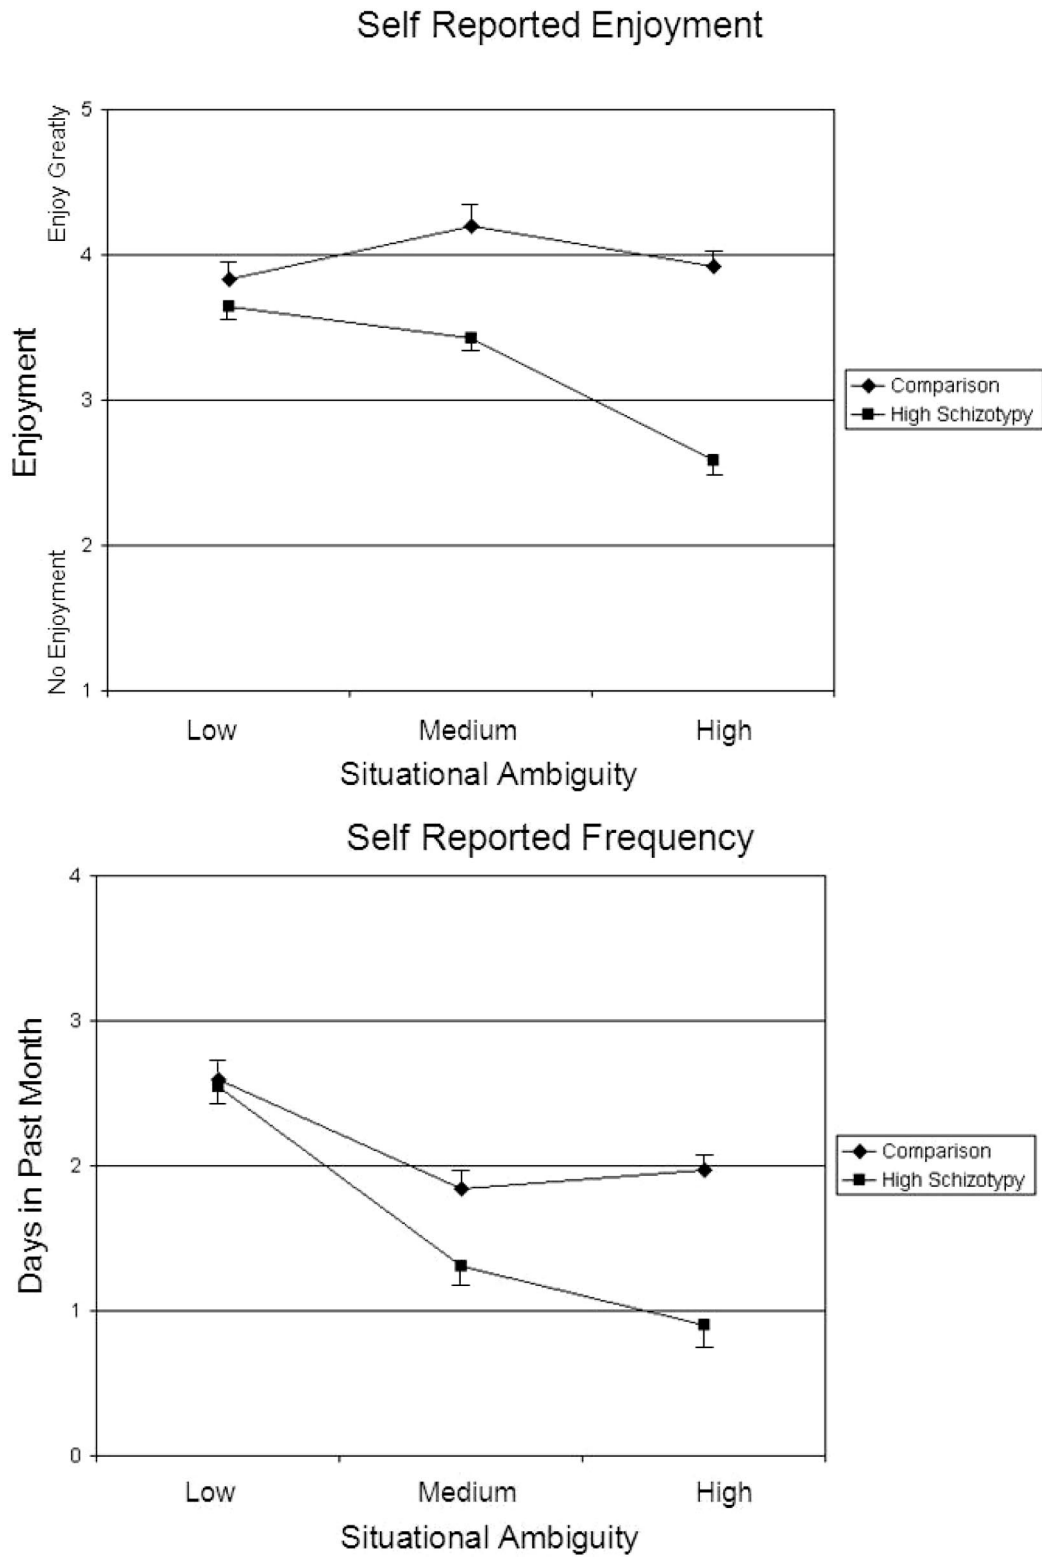 Self Reported Enjoyment
Enjoy Greatly
Enjoyment
No Enjoyment
5
4
3
2
1
Comparison
High Schizotypy
Low Medium High
Situational Ambiguity
Self Reported Frequency
Days in Past Month
4
3
2
1
0
Comparison
High Schizotypy
Low Medium High
Situational Ambiguity